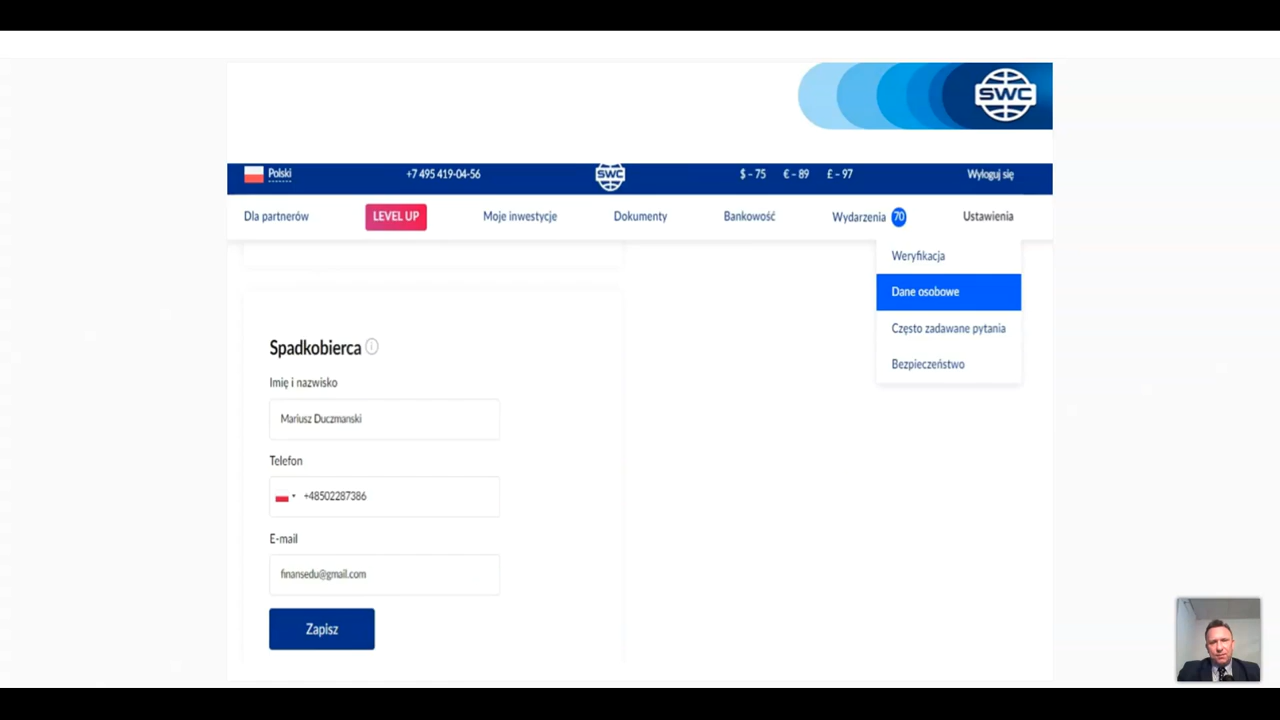 SWC
Polski +7 495 419-04-56 SWC $ – 75 € – 89 £ – 97 Wyloguj się
Dla partnerów LEVEL UP Moje inwestycje Dokumenty Bankowość Wydarzenia 70 Ustawienia
Weryfikacja
Dane osobowe
Często zadawane pytania
Bezpieczeństwo
Spadkobierca
Imię i nazwisko
Mariusz Duczmanski
Telefon
+48502287386
E-mail
finansedu@gmail.com
Zapisz